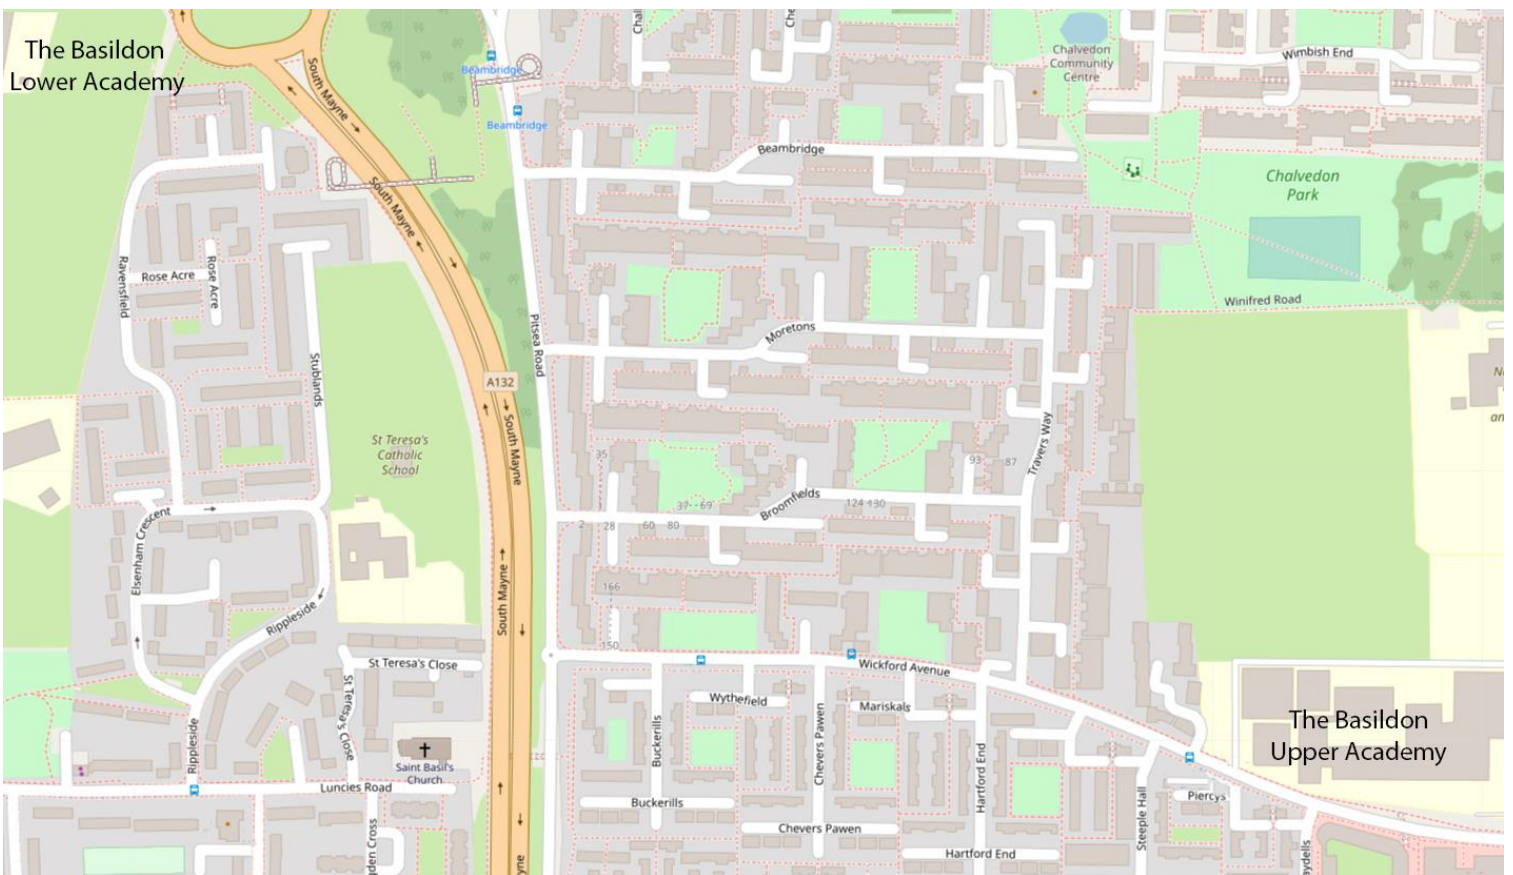 The Basildon
Lower Academy
South Mayne
Beambridge
Beambridge
Chalvedon
Community
Centre
Wimbish End
Beambridge
Chalvedon
Park
South Mayne
Ravensfield
Rose Acre
Rose Acre
Winifred Road
Pitsea Road
Moretons
Stublands
A132
South Mayne
St Teresa's
Catholic
School
Travers Way
35
93
87
37--69
124-130
Broomfields
2
28
60
80
Elsenham Crescent
South Mayne
166
150
Rippleside
St Teresa's Close
Wickford Avenue
St Teresa's Close
Wythefield
Mariskals
Chevers Pawen
Buckerills
Rippleside
The Basildon
Upper Academy
Saint Basil's
Church
Luncies Road
Hartford End
Steeple Hall
Piercys
Buckerills
Chevers Pawen
Hartford End